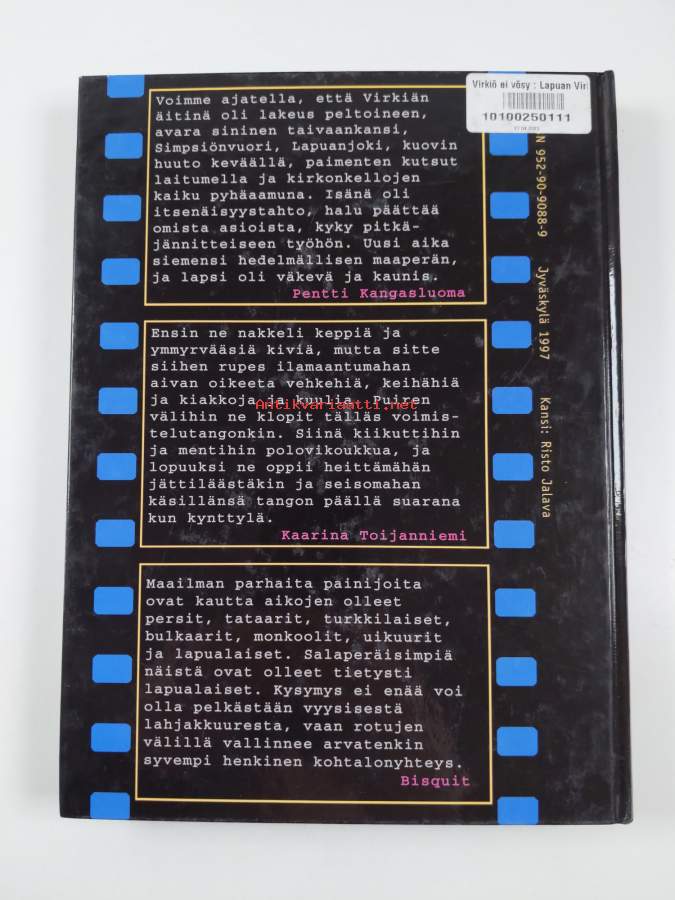 Virkiö ei väsy : Lapuan Vir
10100250111
Voimme ajatella, että Virkiän
äitinä oli lakeus peltoineen,
avara sininen taivaankansi,
Simpsiönvuori, Lapuanjoki, kuovin
huuto keväällä, paimenten kutsut
laitumella ja kirkonkellojen
kaiku pyhäaamuna. Isänä oli
itsenäisyystahto, halu päättää
omista asioista, kyky pitkä-
jännitteiseen työhön. Uusi aika
siemensi hedelmällisen maaperän,
ja lapsi oli väkevä ja kaunis.
Pentti Kangasluoma
Ensin ne nakkeli keppiä ja
ymmyrvääsiä kiviä, mutta sitte
siihen rupes ilamaantumahan
aivan oikeeta vehkehiä, keihähiä
ja kiakkoja ja kuulia. Puiren
välihin ne klopit tälläs voimis-
telutangonkin. Siinä kiikuttihin
ja mentihin polovikoukkua, ja
lopuuksi ne oppii heittämähän
jättiläästäkin ja seisomahan
käsillänsä tangon päällä suarana
kun kynttylä.
Kaarina Toijanniemi
Maailman parhaita painijoita
ovat kautta aikojen olleet
persit, tataarit, turkkilaiset,
bulkaarit, monkoolit, uikuurit
ja lapualaiset. Salaperäisimpiä
näistä ovat olleet tietysti
lapualaiset. Kysymys ei enää voi
olla pelkästään vyysisestä
lahjakkuuresta, vaan rotujen
välillä vallinnee arvatenkin
syvempi henkinen kohtalonyhteys.
Bisquit
N 952-90-9088-9 Jyväskylä 1997 Kansi: Risto Jalava
Antikvariaatti.net